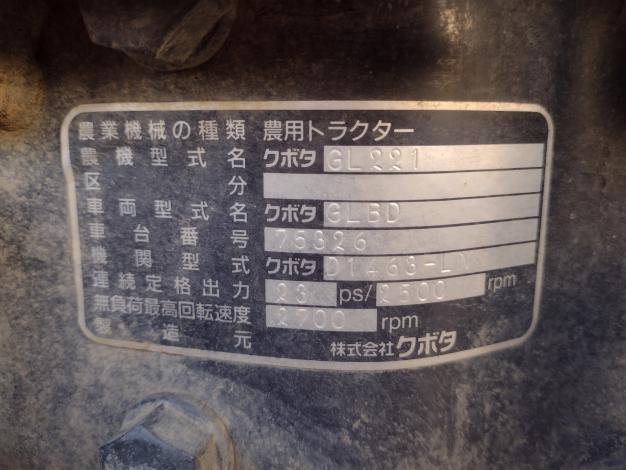 農業機械の種類 農用トラクター
農機型式名 クボタ GL221
区分
車両型式名 クボタ GLBD
車台番号 75326
機関型式 クボタ
連続定格出力 23 ps/2500 rpm
無負荷最高回転速度 2700 rpm
製造元 株式会社クボタ